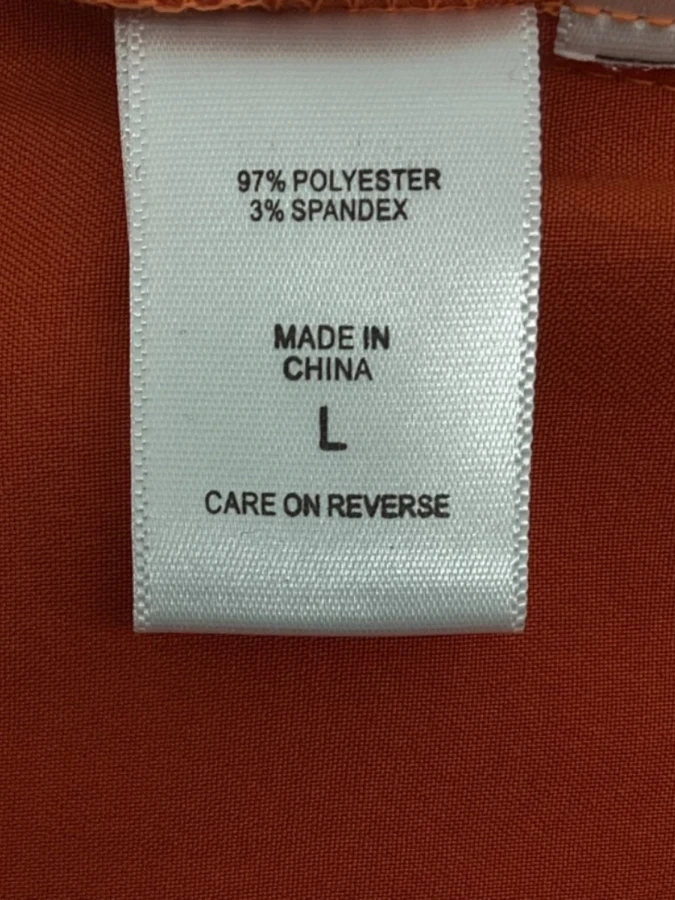 97% POLYESTER
3% SPANDEX
MADE IN
CHINA
L
CARE ON REVERSE